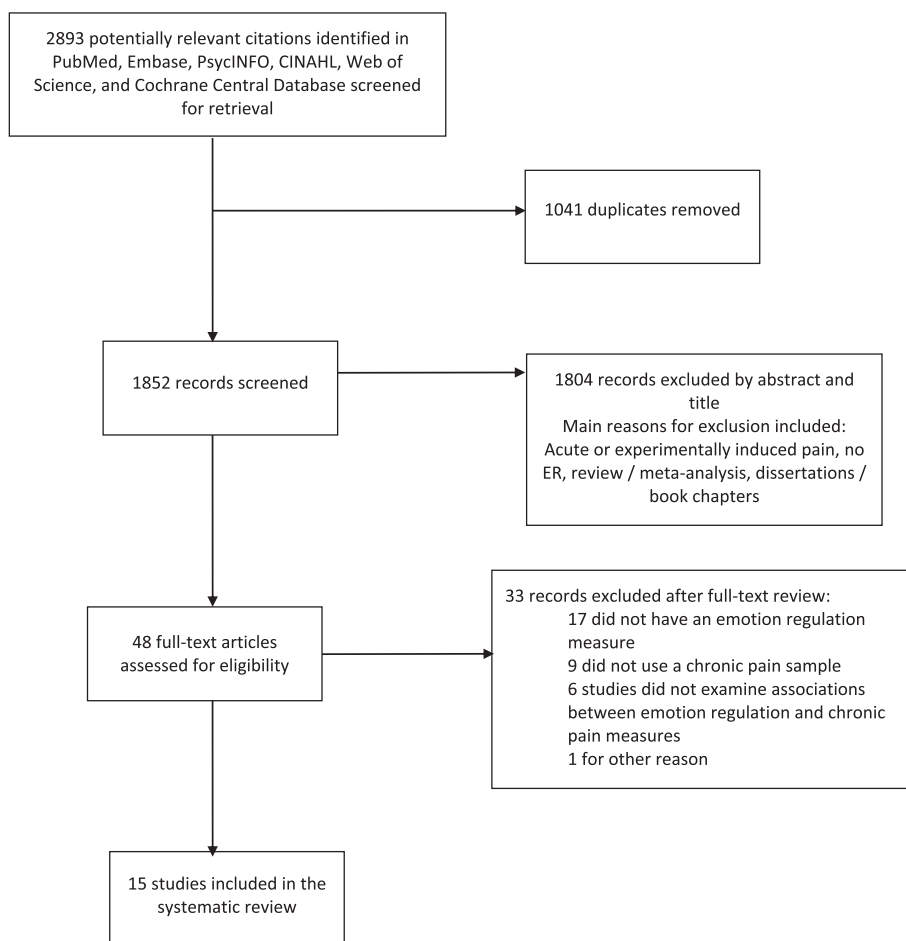 2893 potentially relevant citations identified in
PubMed, Embase, PsycINFO, CINAHL, Web of
Science, and Cochrane Central Database screened
for retrieval
1041 duplicates removed
1852 records screened
1804 records excluded by abstract and
title
Main reasons for exclusion included:
Acute or experimentally induced pain, no
ER, review / meta-analysis, dissertations /
book chapters
48 full-text articles
assessed for eligibility
33 records excluded after full-text review:
17 did not have an emotion regulation
measure
9 did not use a chronic pain sample
6 studies did not examine associations
between emotion regulation and chronic
pain measures
1 for other reason
15 studies included in the
systematic review